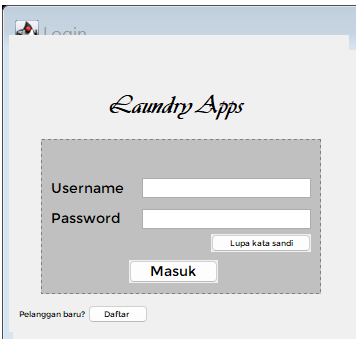 Login
Laundry Apps
Username
Password
Lupa kata sandi
Masuk
Pelanggan baru? Daftar